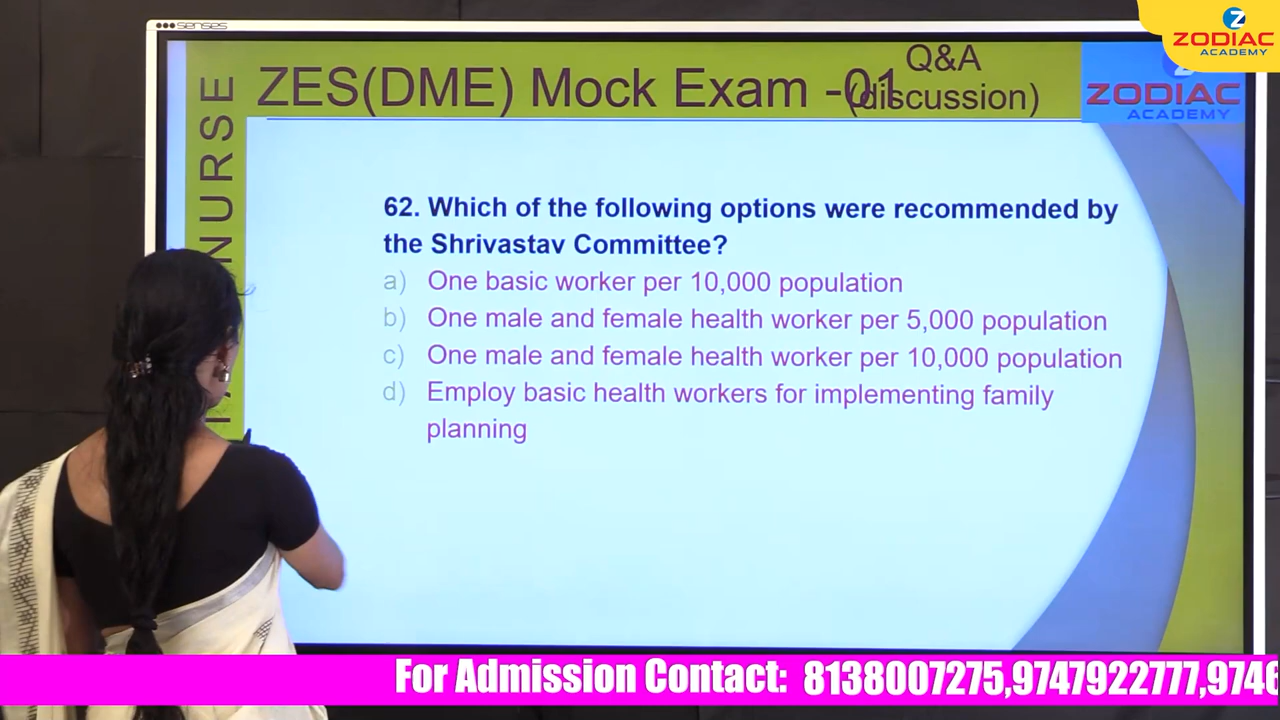 senses
ZODIAC
ACADEMY
NURSE
ZES(DME) Mock Exam -01
Q&A
(discussion)
ZODIAC
ACADEMY
62. Which of the following options were recommended by
the Shrivastav Committee?
a) One basic worker per 10,000 population
b) One male and female health worker per 5,000 population
c) One male and female health worker per 10,000 population
d) Employ basic health workers for implementing family
planning
For Admission Contact: 8138007275,9747922777,9746